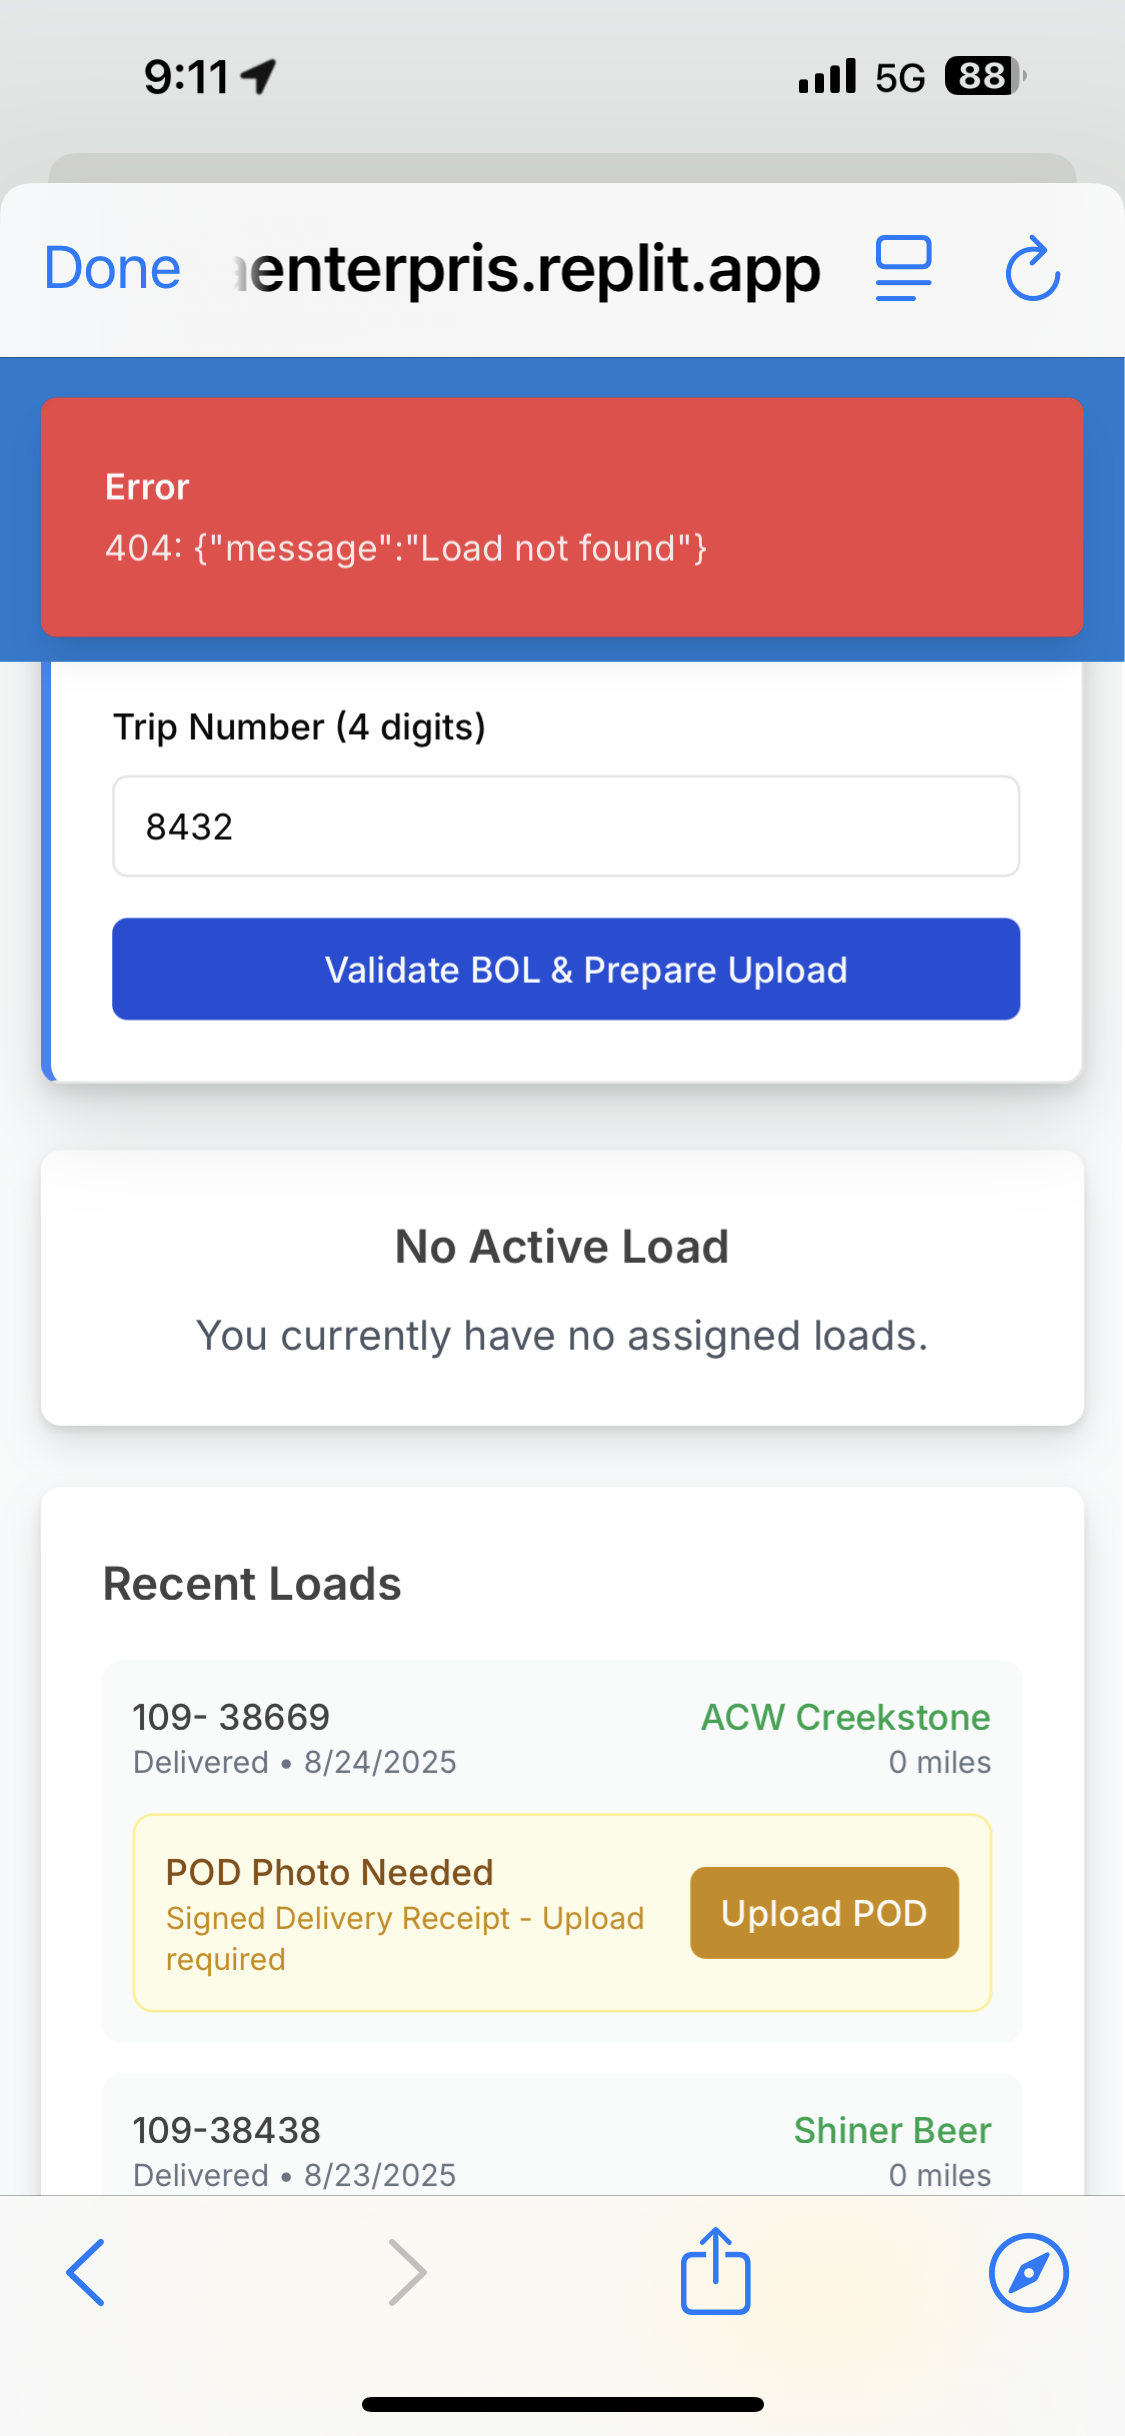 9:11
5G 88
Done
enterpris.replit.app
Error
404: {"message":"Load not found"}
Trip Number (4 digits)
8432
Validate BOL & Prepare Upload
No Active Load
You currently have no assigned loads.
Recent Loads
109- 38669
ACW Creekstone
Delivered • 8/24/2025
0 miles
POD Photo Needed
Signed Delivery Receipt - Upload
required
Upload POD
109-38438
Shiner Beer
Delivered • 8/23/2025
0 miles